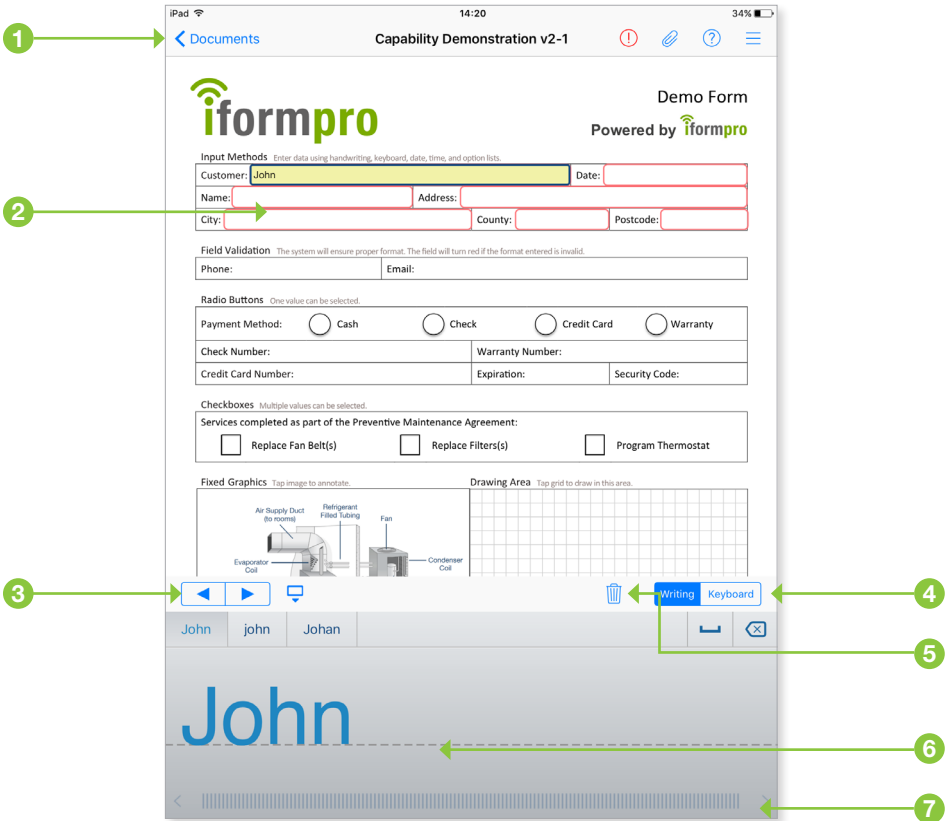 iPad 14:20 34%
1
Documents Capability Demonstration v2-1 ! ?
iformpro
Demo Form
Powered by iformpro
Input Methods Enter data using handwriting, keyboard, date, time, and option lists.
Customer: John Date:
Name: Address:
2
City: County: Postcode:
Field Validation The system will ensure proper format. The field will turn red if the format entered is invalid.
Phone: Email:
Radio Buttons One value can be selected.
Payment Method: Cash Check Credit Card Warranty
Check Number: Warranty Number:
Credit Card Number: Expiration: Security Code:
Checkboxes Multiple values can be selected.
Services completed as part of the Preventive Maintenance Agreement:
Replace Fan Belt(s) Replace Filters(s) Program Thermostat
Fixed Graphics Tap image to annotate. Drawing Area Tap grid to draw in this area.
Air Supply Duct
(to rooms)
Refrigerant
Filled Tubing
Fan
Evaporator
Coil
Condenser
Coil
3
Writing Keyboard
4
John john Johan
5
John
6
7